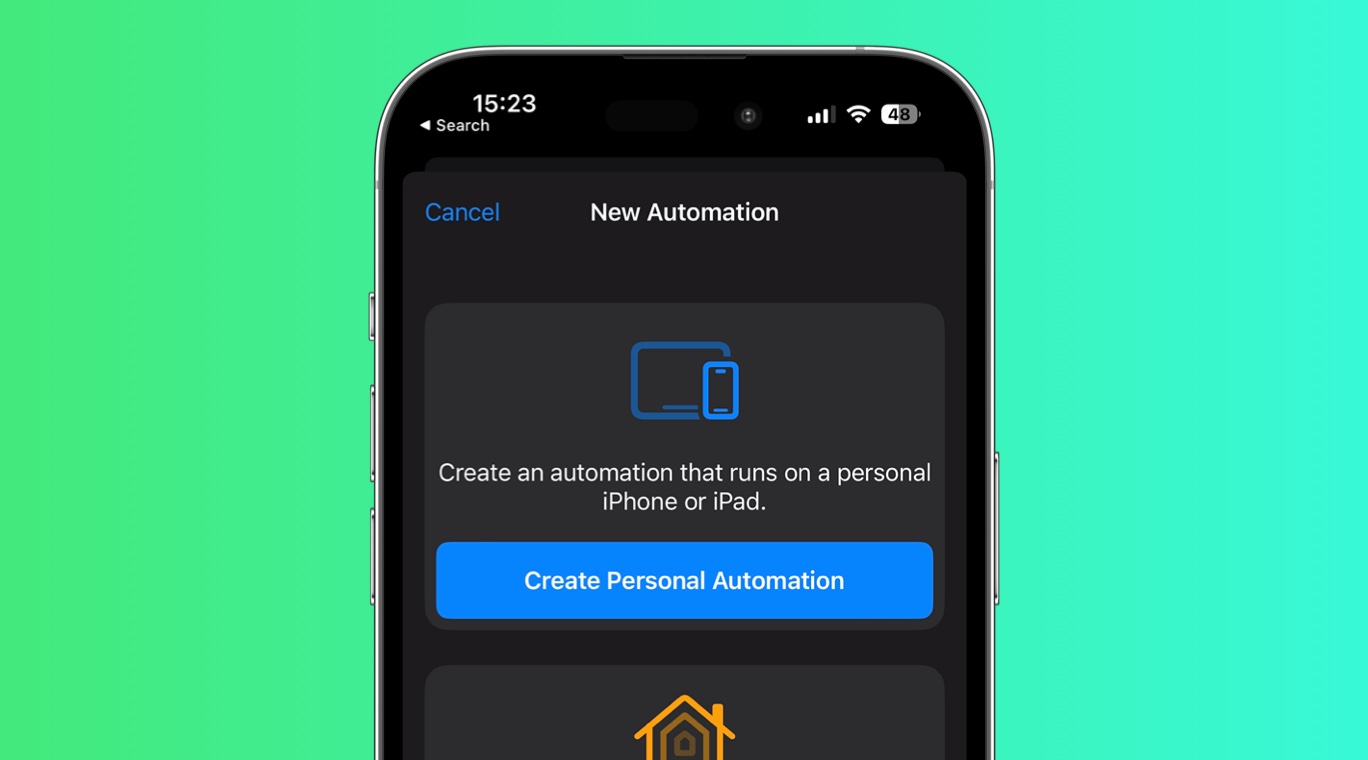 15:23
◀ Search
48
Cancel
New Automation
Create an automation that runs on a personal
iPhone or iPad.
Create Personal Automation